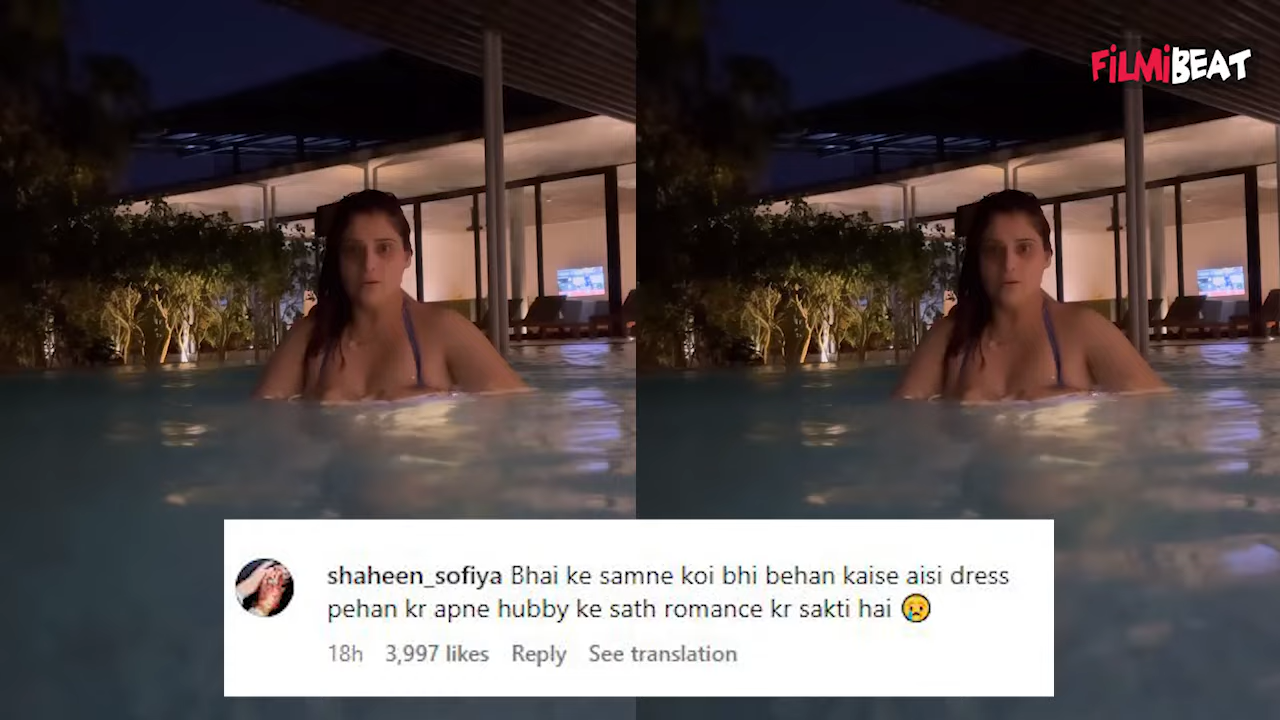 FiLMiBEAT
shaheen_sofiya Bhai ke samne koi bhi behan kaise aisi dress
pehan kr apne hubby ke sath romance kr sakti hai 😢
18h 3,997 likes Reply See translation